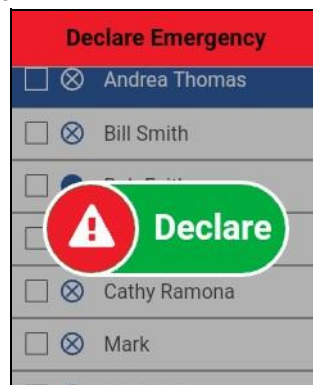 Declare Emergency
Andrea Thomas
Bill Smith
Declare
Cathy Ramona
Mark